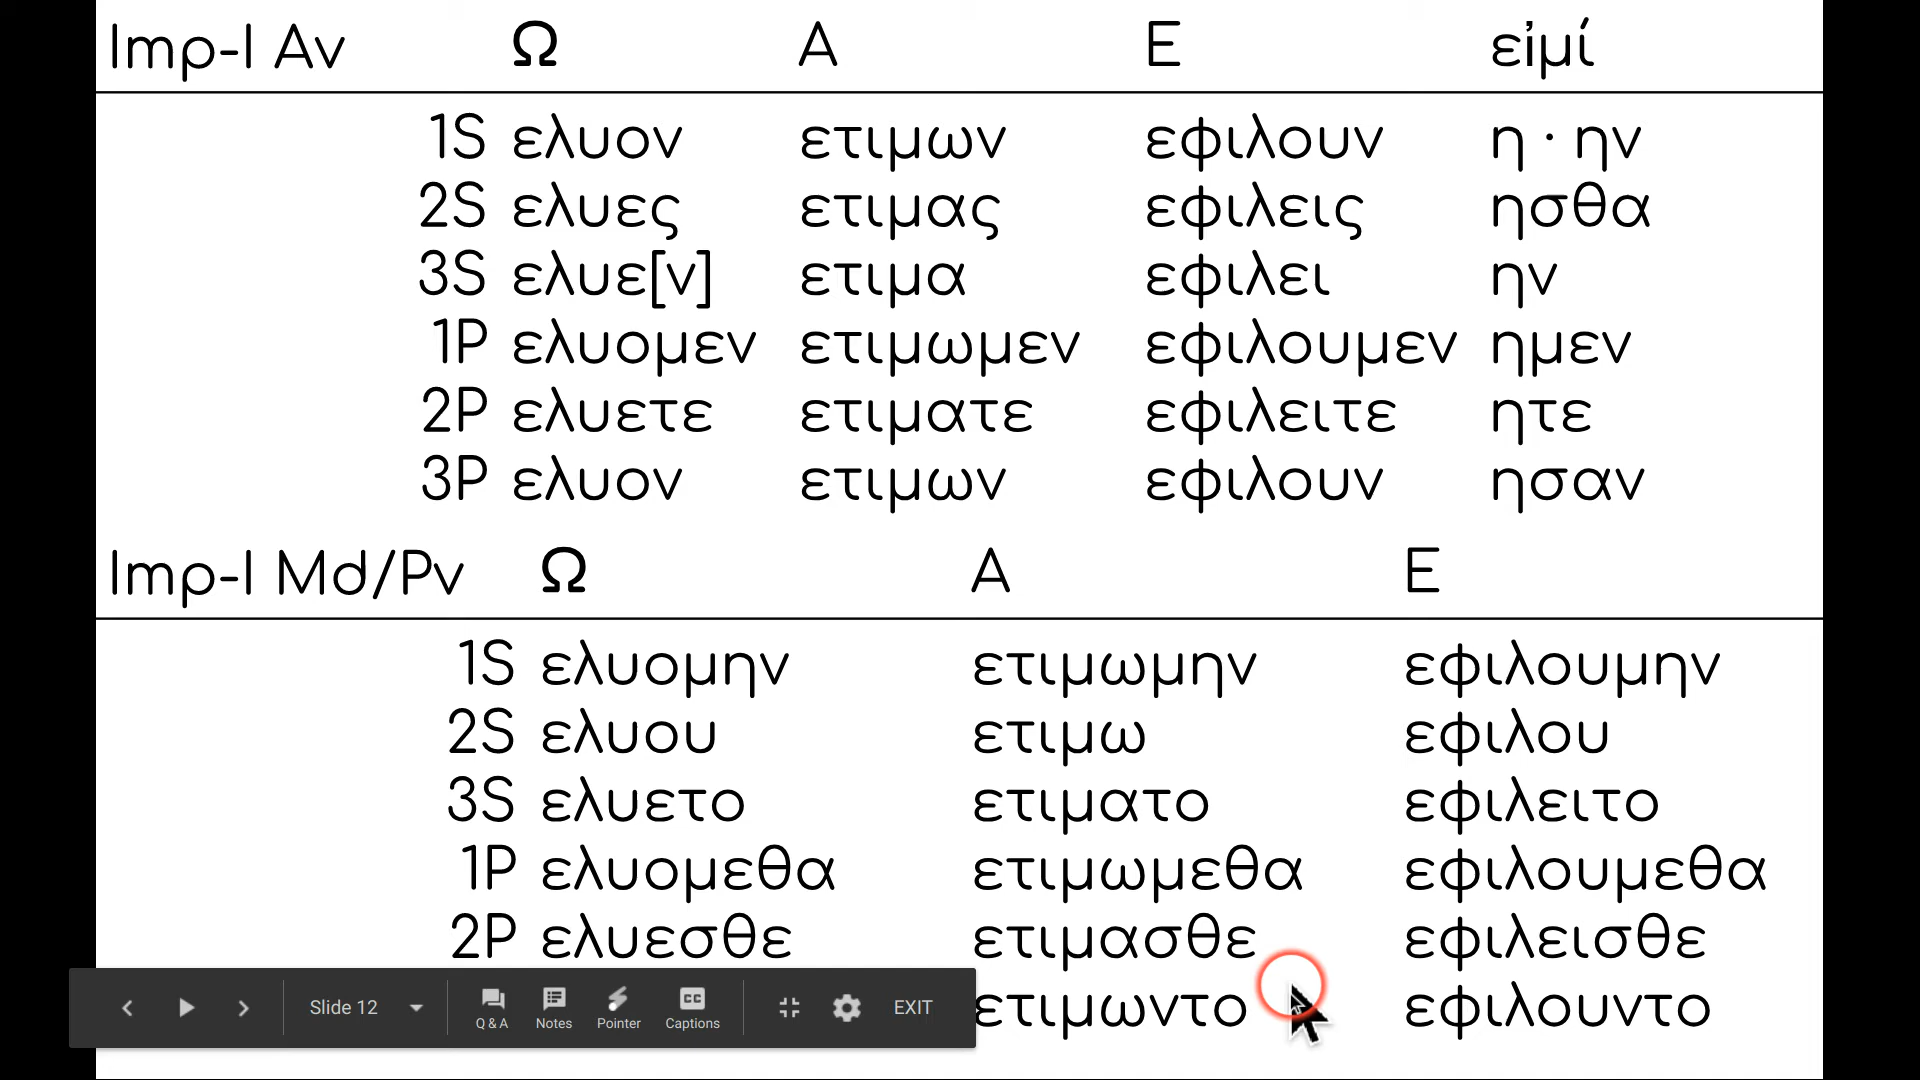 Imp-I Av Ω Α Ε εἰμί
1S ελυον ετιμων εφιλουν η · ην
2S ελυες ετιμας εφιλεις ησθα
3S ελυε[ν] ετιμα εφιλει ην
1P ελυομεν ετιμωμεν εφιλουμεν ημεν
2P ελυετε ετιματε εφιλειτε ητε
3P ελυον ετιμων εφιλουν ησαν
Imp-I Md/Pv Ω Α Ε
1S ελυομην ετιμωμην εφιλουμην
2S ελυου ετιμω εφιλου
3S ελυετο ετιματο εφιλειτο
1P ελυομεθα ετιμωμεθα εφιλουμεθα
2P ελυεσθε ετιμασθε εφιλεισθε
ετιμωντο εφιλουντο
Slide 12 Q & A Notes Pointer CC Captions EXIT